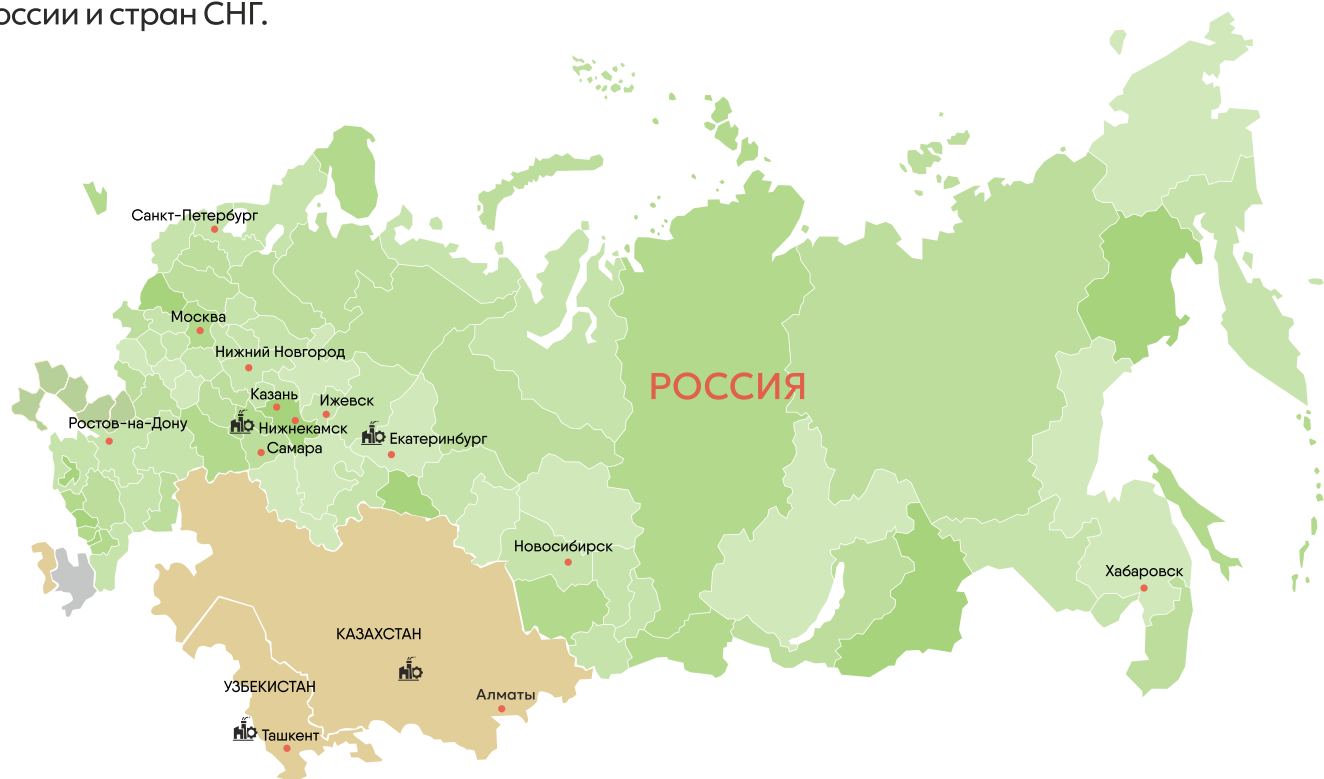 оссии и стран СНГ.
Санкт-Петербург
Москва
Нижний Новгород
РОССИЯ
Казань
Ижевск
Ростов-на-Дону
Нижнекамск
Екатеринбург
Самара
Новосибирск
Хабаровск
КАЗАХСТАН
УЗБЕКИСТАН
Алматы
Ташкент